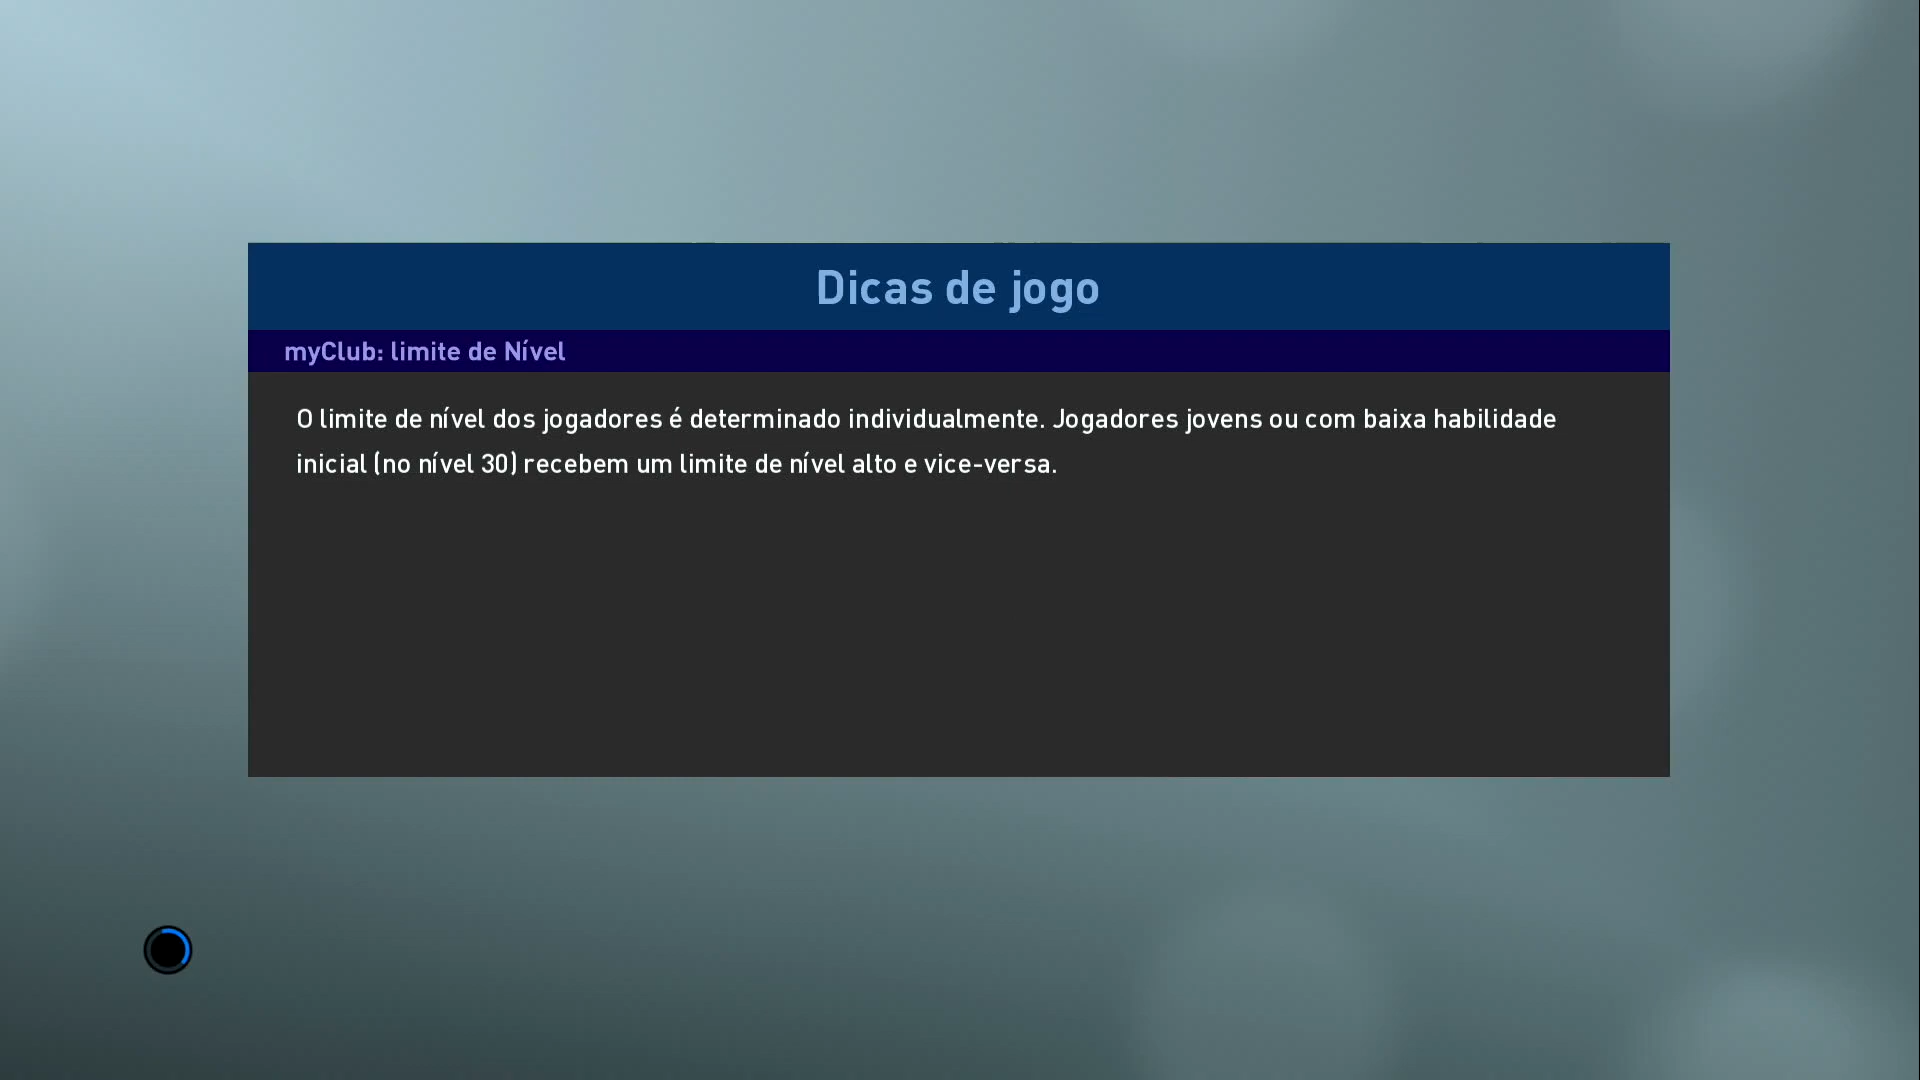 Dicas de jogo
myClub: limite de Nível
O limite de nível dos jogadores é determinado individualmente. Jogadores jovens ou com baixa habilidade
inicial (no nível 30) recebem um limite de nível alto e vice-versa.